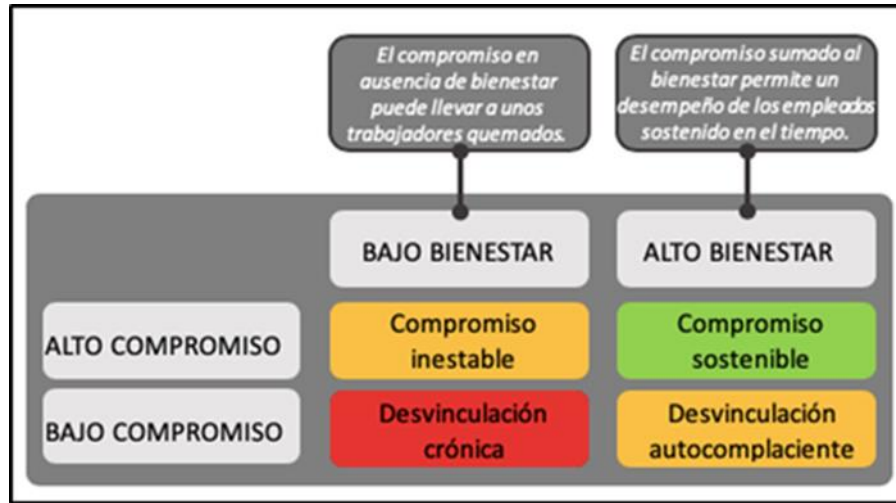 El compromiso en
ausencia de bienestar
puede llevar a unos
trabajadores quemados.
El compromiso sumado al
bienestar permite un
desempeño de los empleados
sostenido en el tiempo.
BAJO BIENESTAR
ALTO BIENESTAR
ALTO COMPROMISO
Compromiso
inestable
Compromiso
sostenible
BAJO COMPROMISO
Desvinculación
crónica
Desvinculación
autocomplaciente